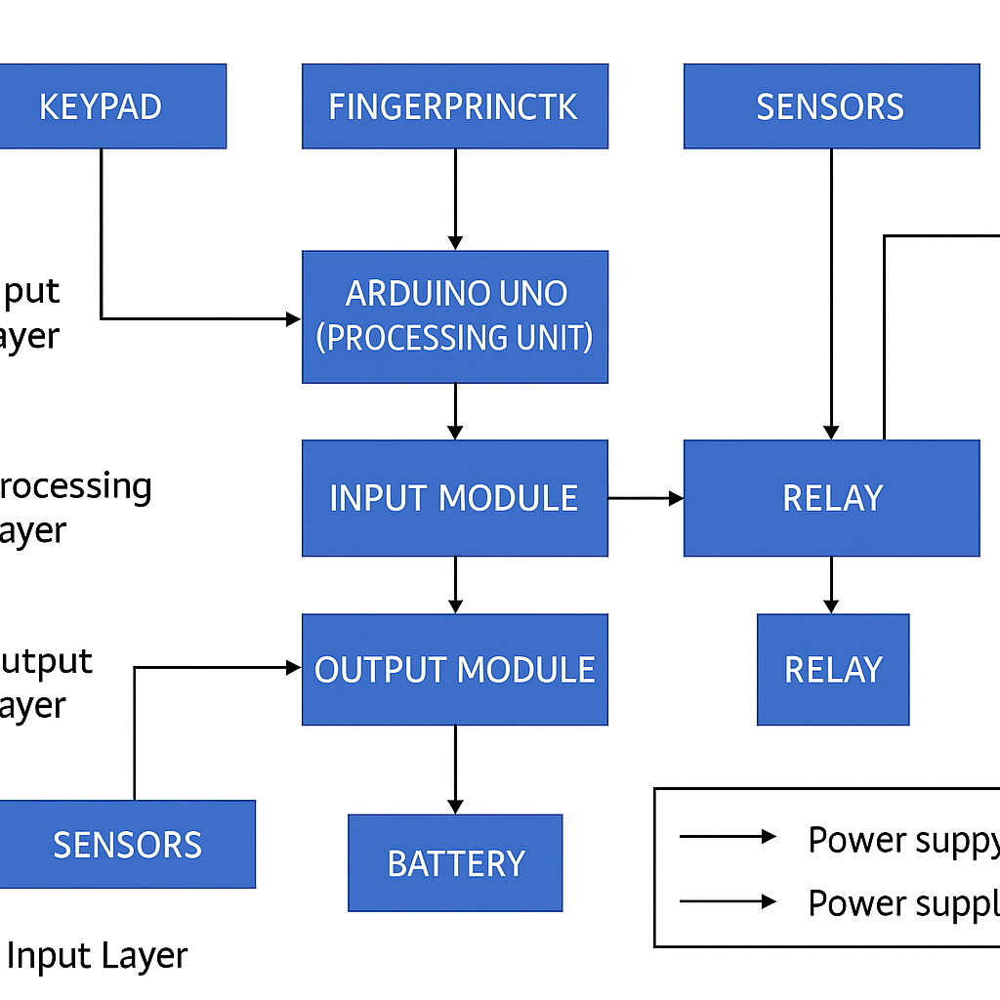 KEYPAD
FINGERPRINCTK
SENSORS
put
ayer
ARDUINO UNO
(PROCESSING UNIT)
rocessing
ayer
INPUT MODULE
RELAY
utput
ayer
OUTPUT MODULE
RELAY
SENSORS
BATTERY
Power suppy
Power suppl
Input Layer